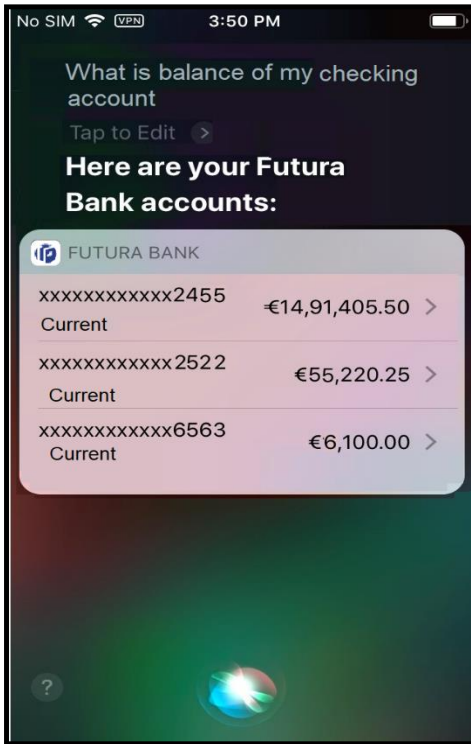 No SIM VPN 3:50 PM
What is balance of my checking
account
Tap to Edit >
Here are your Futura
Bank accounts:
FUTURA BANK
xxxxxxxxxxxx2455 €14,91,405.50 >
Current
xxxxxxxxxxxx2522 €55,220.25 >
Current
xxxxxxxxxxxx6563 €6,100.00 >
Current
?